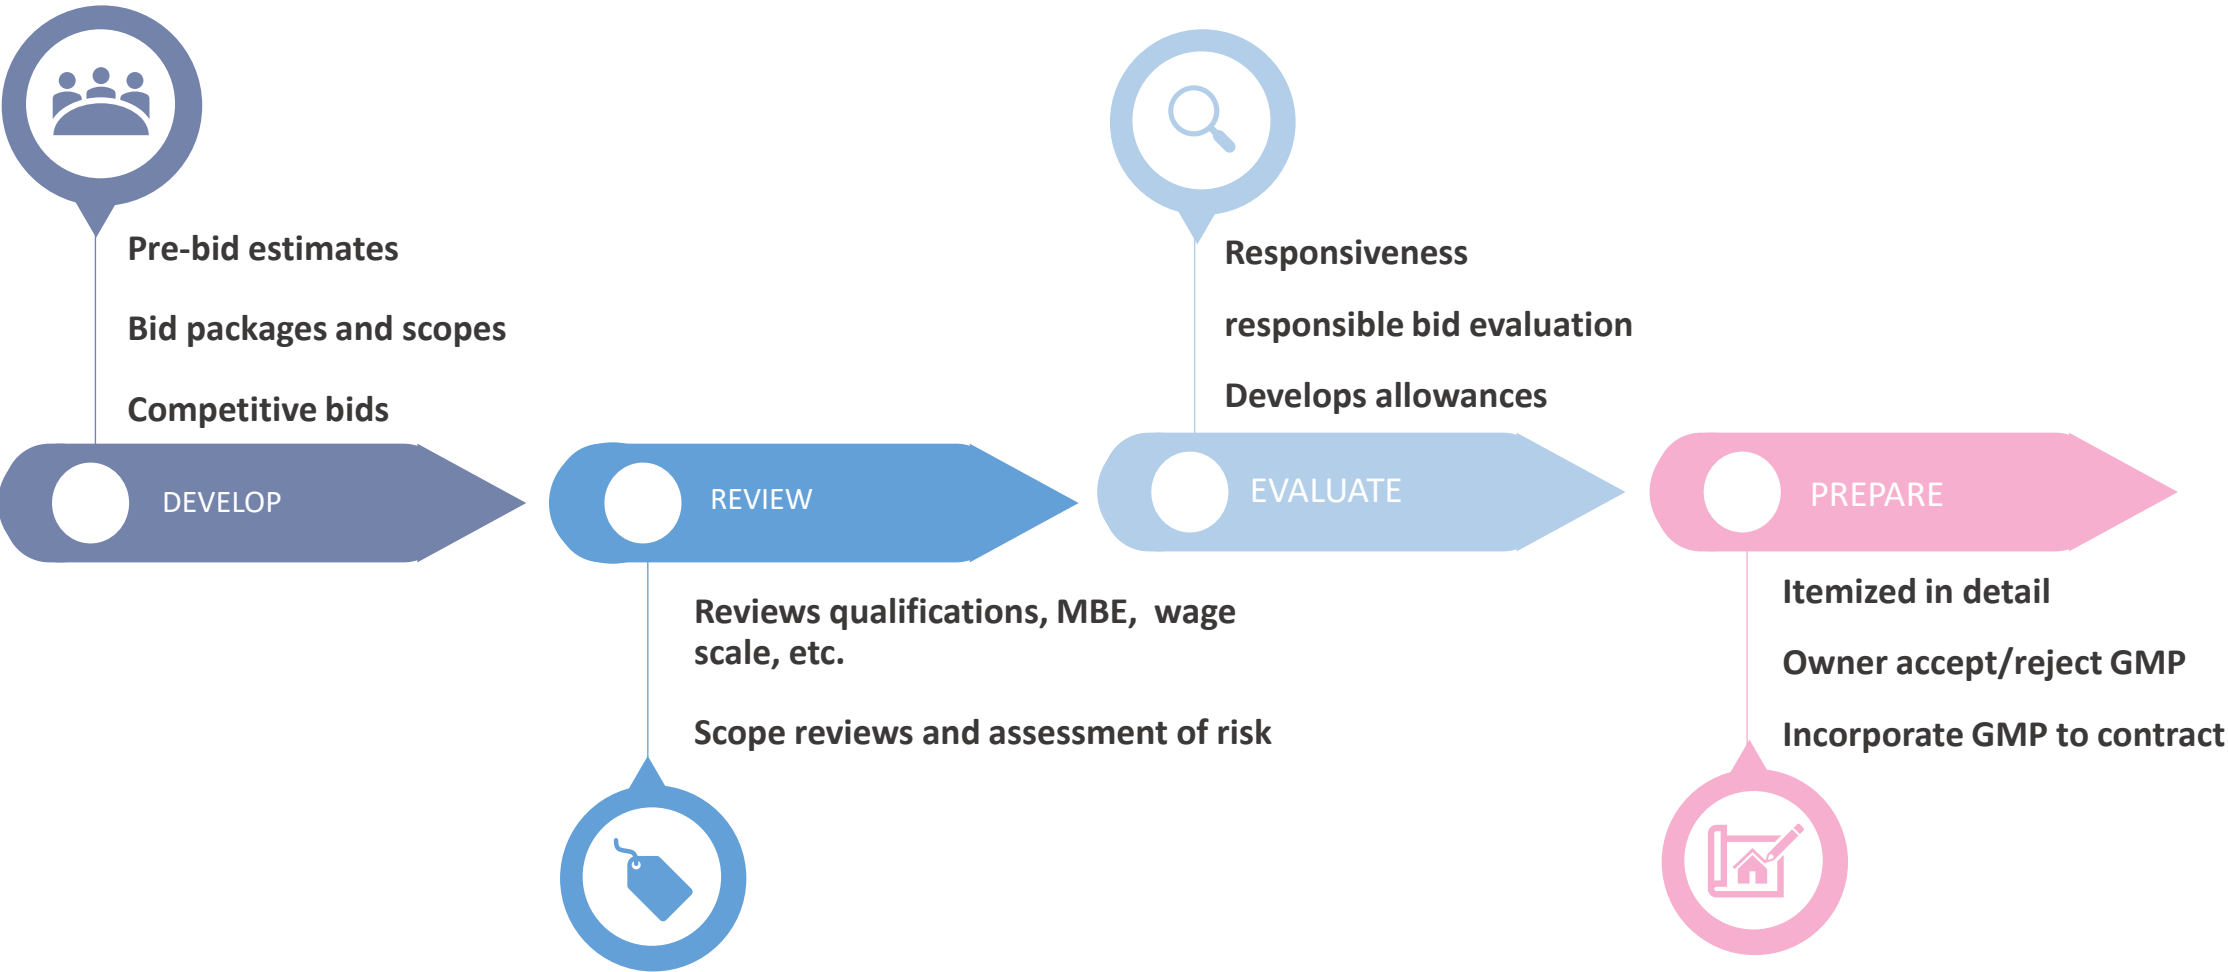 Pre-bid estimates
Bid packages and scopes
Competitive bids
DEVELOP
REVIEW
Reviews qualifications, MBE,  wage
scale, etc.
Scope reviews and assessment of risk
Responsiveness
responsible bid evaluation
Develops allowances
EVALUATE
PREPARE
Itemized in detail
Owner accept/reject GMP
Incorporate GMP to contract